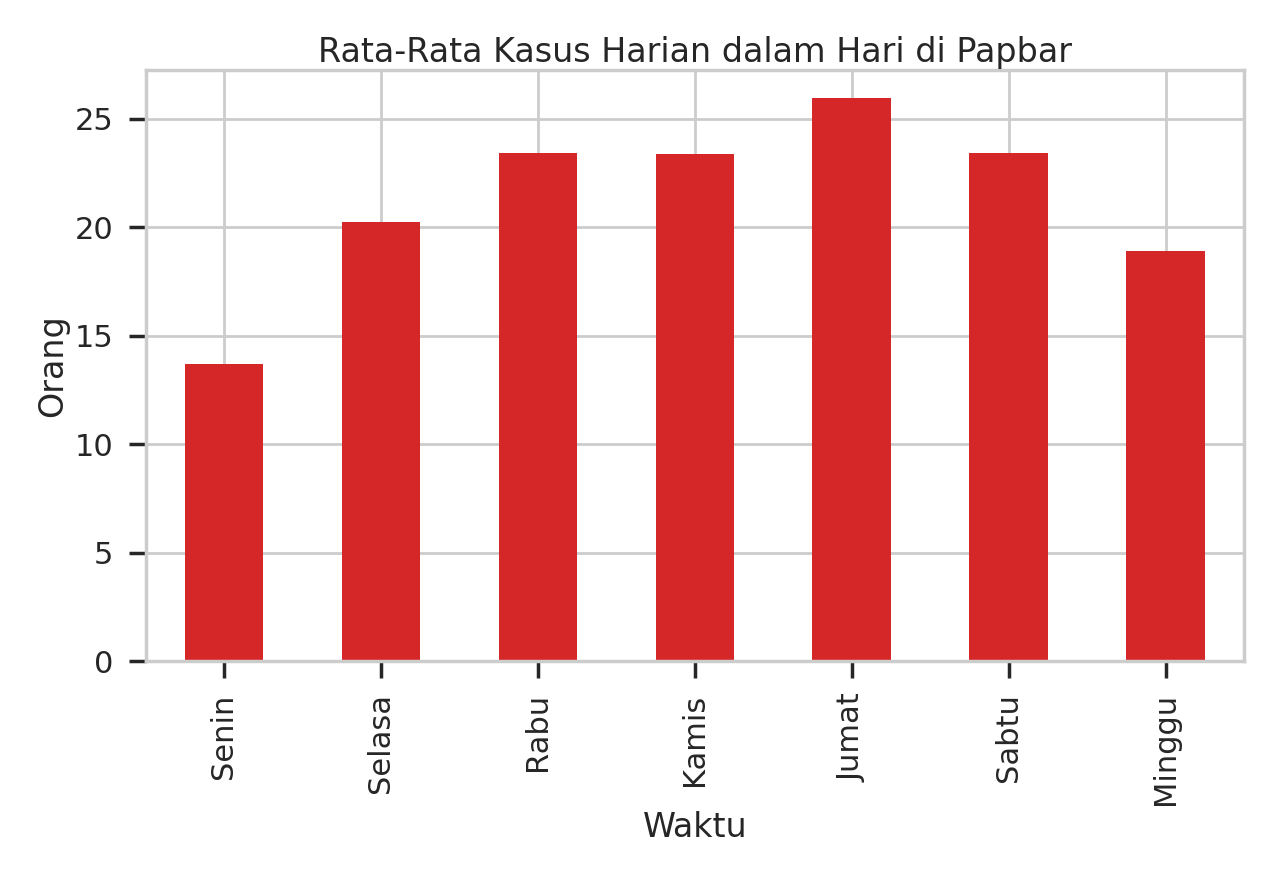 Rata-Rata Kasus Harian dalam Hari di Papbar
Orang
25
20
15
10
5
0
Senin
Selasa
Rabu
Kamis
Jumat
Sabtu
Minggu
Waktu